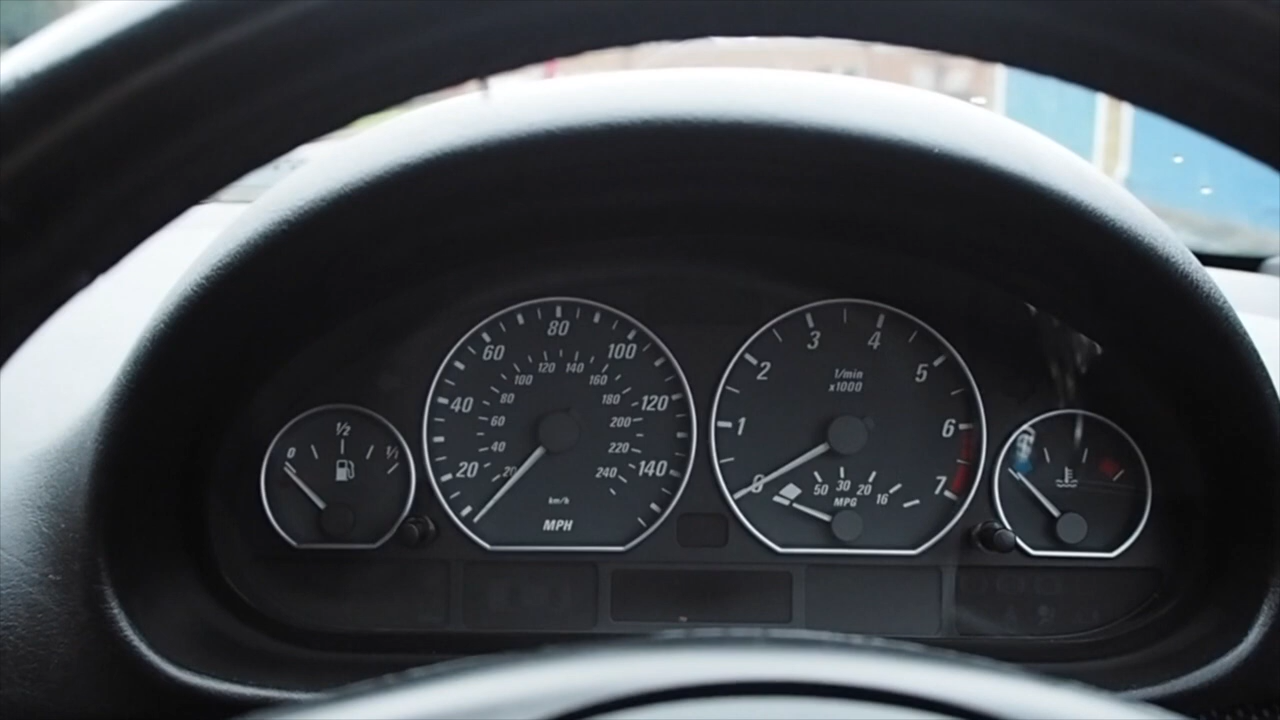 0 ½ 1/1
20 40 60 80 100 120 140
20 40 60 80 100 120 140 160 180 200 220 240
km/h
MPH
0 1 2 3 4 5 6 7
1/min
x1000
50 30 20 16
MPG